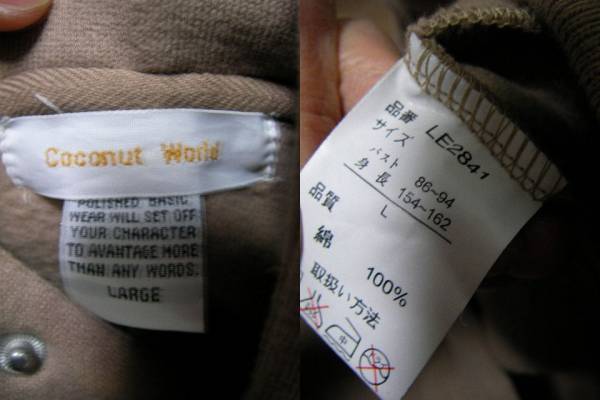 Coconut World
POLISHED BASIC
WEAR WILL SET OFF
YOUR CHARACTER
TO AVANTAGE MORE
THAN ANY WORDS.
LARGE
品番 LE2841
サイズ
バスト 86~94
身長 154~162
L
品質
綿 100%
取扱い方法
中